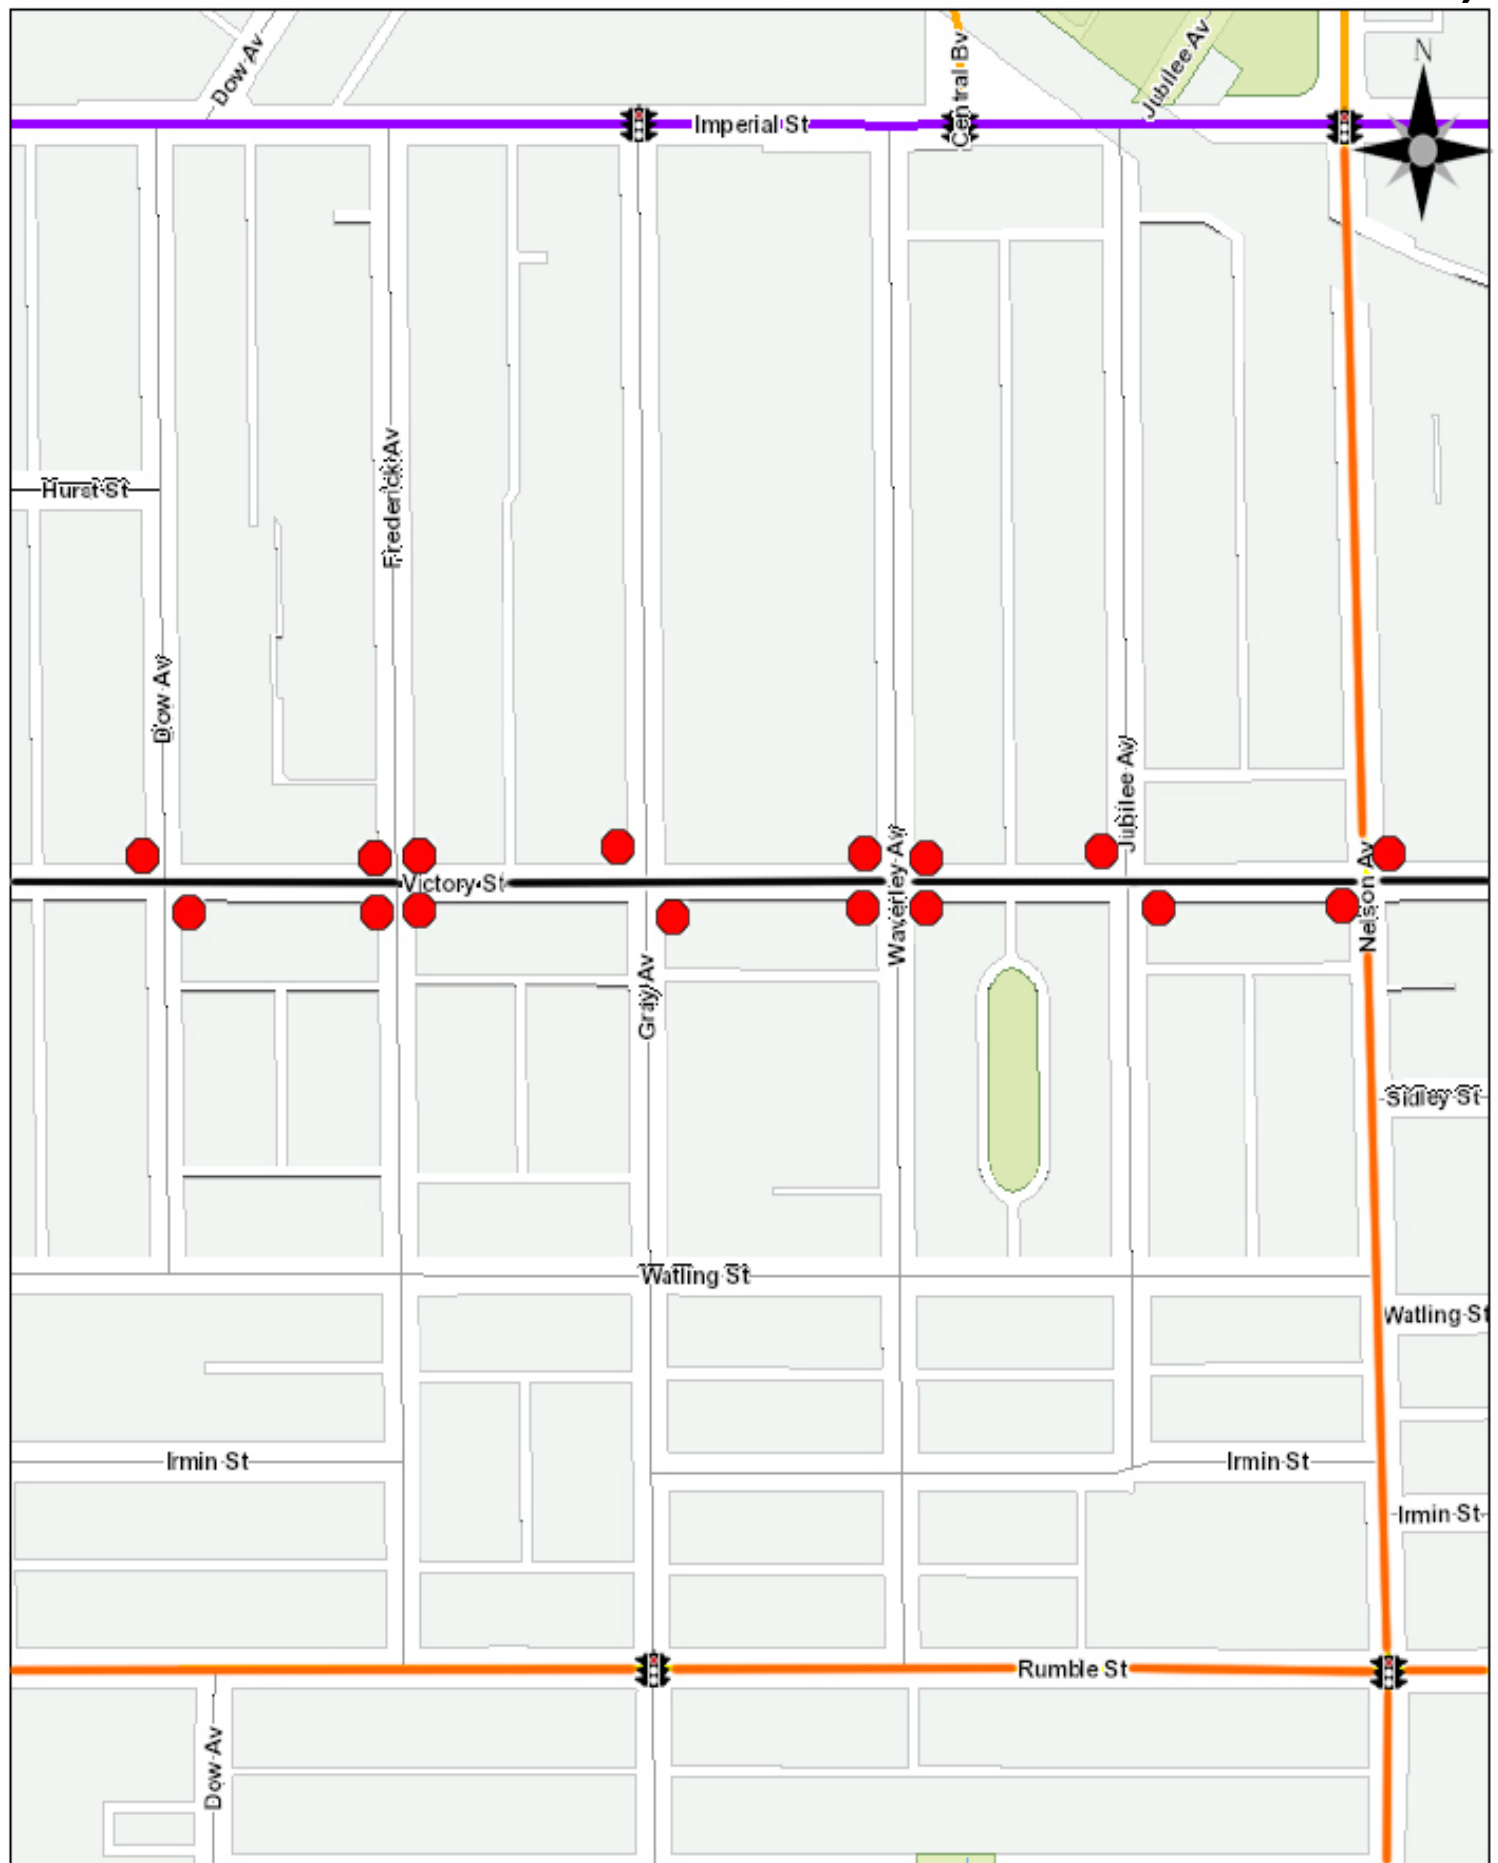 N
Dow Av
Central Bv
Jubilee Av
Imperial St
Hurst St
Frederick Av
Dow Av
Jubilee Av
Victory St
Waverley Av
Nelson Av
Gray Av
Sidley St
Watling St
Watling St
Irmin St
Irmin St
Irmin St
Rumble St
Dow Av